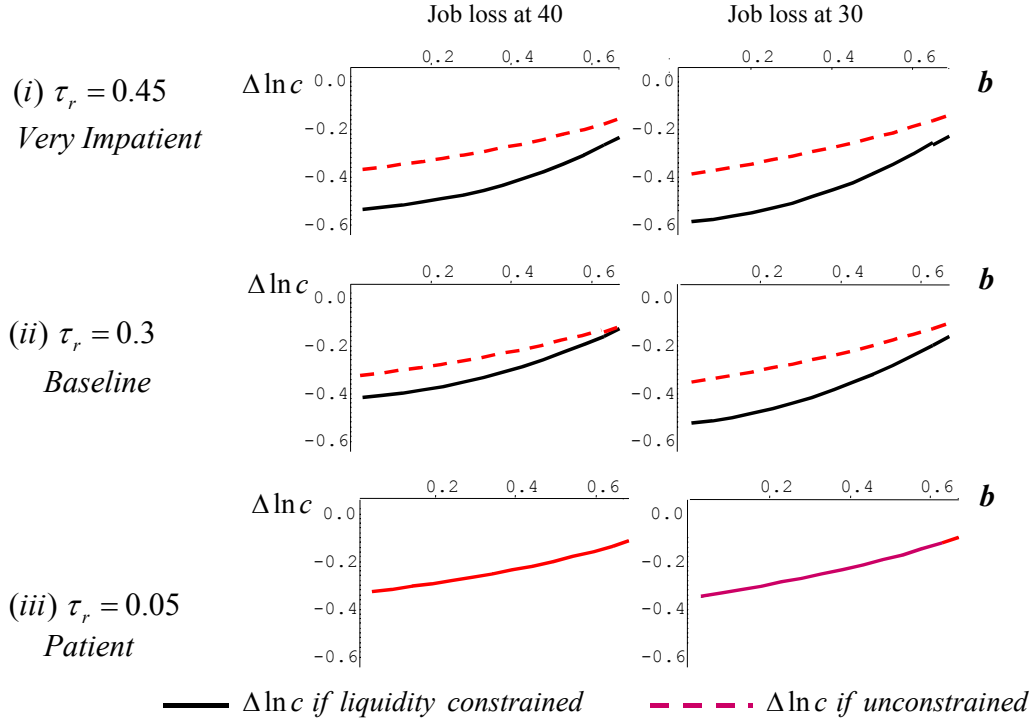 Job loss at 40 Job loss at 30
(i) τr = 0.45
Very Impatient
Δ ln c
0.2 0.4 0.6
0.0
-0.2
-0.4
-0.6
0.2 0.4 0.6
b
0.0
-0.2
-0.4
-0.6
(ii) τr = 0.3
Baseline
Δ ln c
0.2 0.4 0.6
0.0
-0.2
-0.4
-0.6
0.2 0.4 0.6
b
0.0
-0.2
-0.4
-0.6
(iii) τr = 0.05
Patient
Δ ln c
0.2 0.4 0.6
0.0
-0.2
-0.4
-0.6
0.2 0.4 0.6
b
0.0
-0.2
-0.4
-0.6
Δ ln c if liquidity constrained Δ ln c if unconstrained